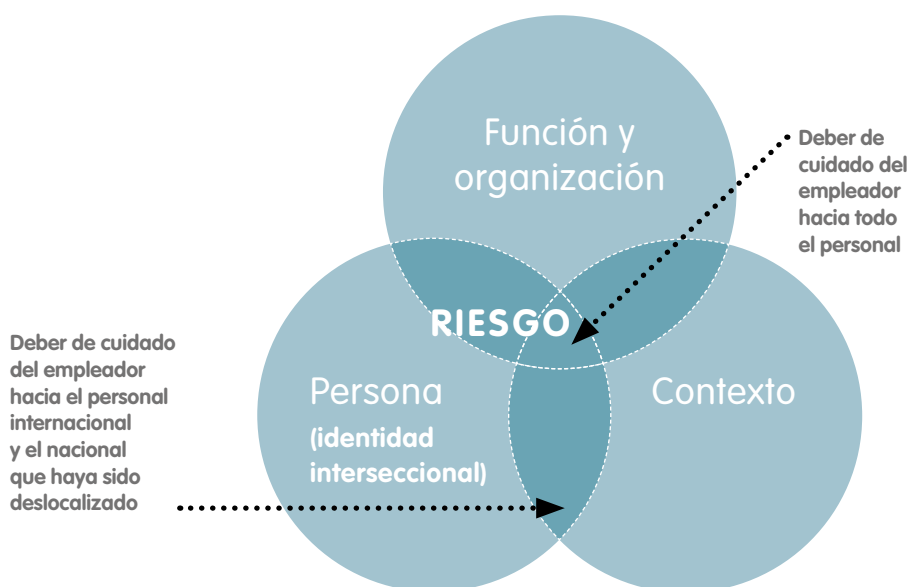 Función y
organización
Deber de
cuidado del
empleador
hacia todo
el personal
RIESGO
Deber de cuidado
del empleador
hacia el personal
internacional
y el nacional
que haya sido
deslocalizado
Persona
(identidad
interseccional)
Contexto